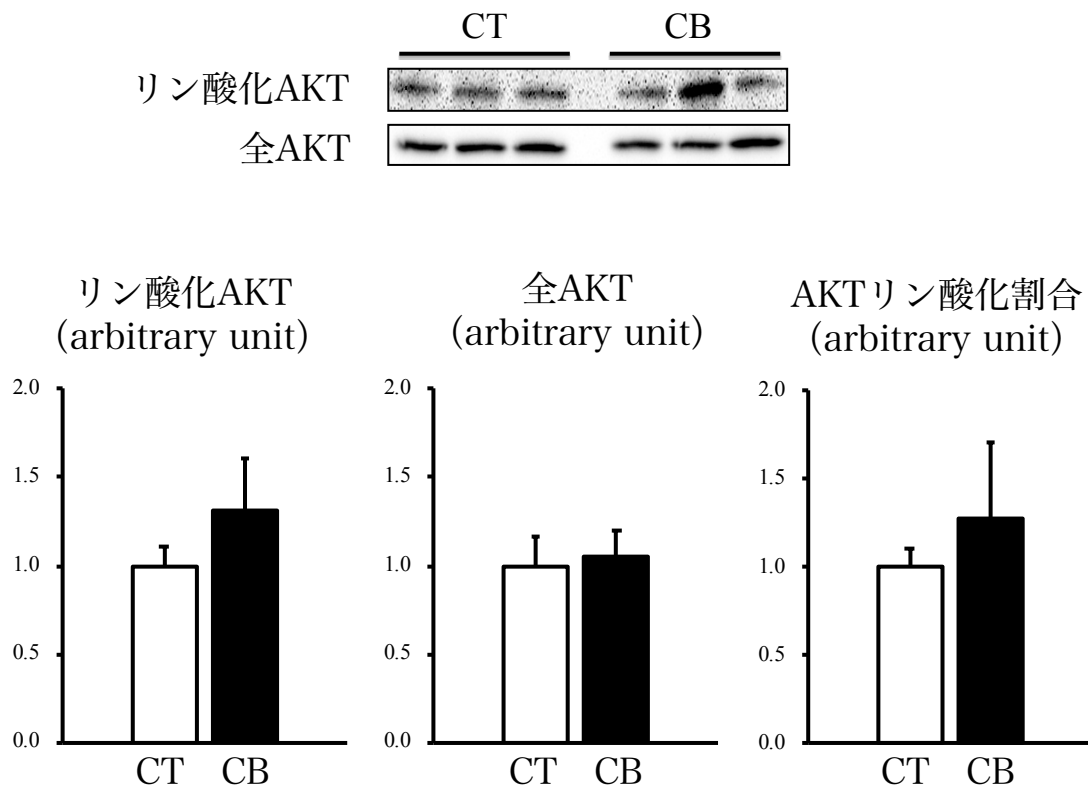 CT CB
リン酸化AKT
全AKT
リン酸化AKT
(arbitrary unit)
全AKT
(arbitrary unit)
AKTリン酸化割合
(arbitrary unit)
2.0
1.5
1.0
0.5
0.0
CT CB
2.0
1.5
1.0
0.5
0.0
CT CB
2.0
1.5
1.0
0.5
0.0
CT CB